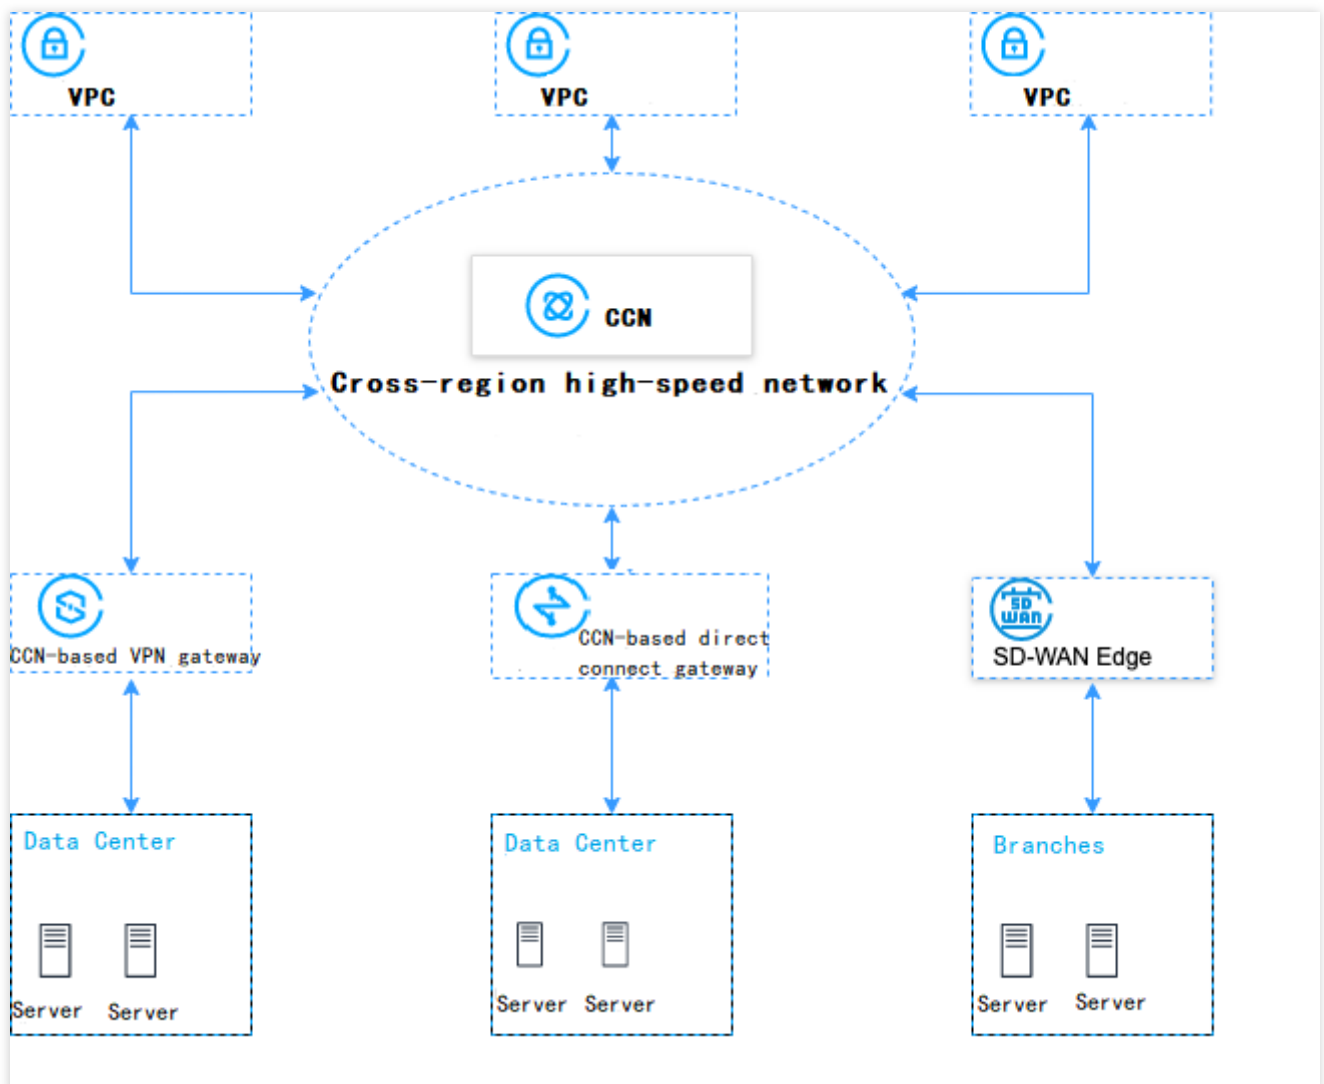 VPC
VPC
VPC
CCN
Cross-region high-speed network
CCN-based VPN gateway
CCN-based direct
connect gateway
SD
WAN
SD-WAN Edge
Data Center
Data Center
Branches
Server
Server
Server
Server
Server
Server